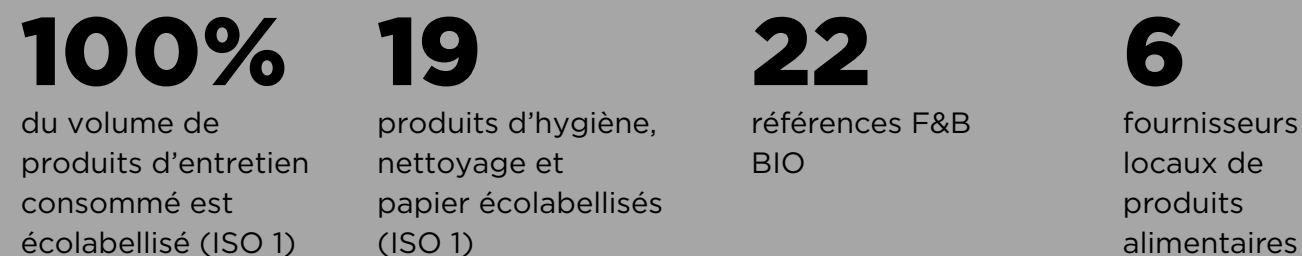 100%
du volume de
produits d'entretien
consommé est
écolabellisé (ISO 1)
19
produits d'hygiène,
nettoyage et
papier écolabellisés
(ISO 1)
22
références F&B
BIO
6
fournisseurs
locaux de
produits
alimentaires